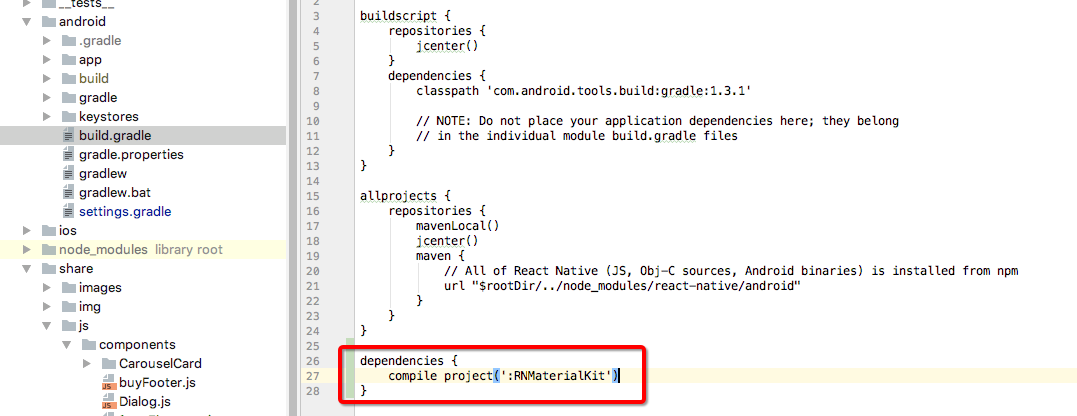 __tests__
android
.gradle
app
build
gradle
keystores
build.gradle
gradle.properties
gradlew
gradlew.bat
settings.gradle
ios
node_modules library root
share
images
img
js
components
CarouselCard
buyFooter.js
Dialog.js
2
3 buildscript {
4 repositories {
5 jcenter()
6 }
7 dependencies {
8 classpath 'com.android.tools.build:gradle:1.3.1'
9
10 // NOTE: Do not place your application dependencies here; they belong
11 // in the individual module build.gradle files
12 }
13 }
14
15 allprojects {
16 repositories {
17 mavenLocal()
18 jcenter()
19 maven {
20 // All of React Native (JS, Obj-C sources, Android binaries) is installed from npm
21 url "$rootDir/../node_modules/react-native/android"
22 }
23 }
24 }
25
26 dependencies {
27 compile project(':RNMaterialKit')
28 }